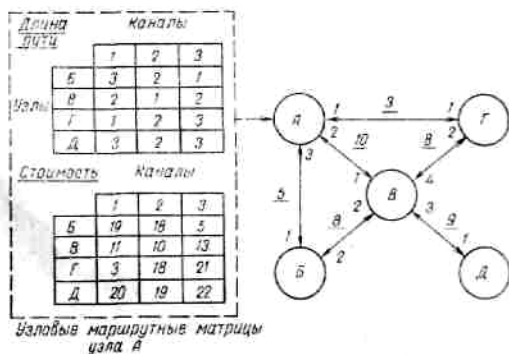 Длина пути
Каналы
1 2 3
Узлы
Б 3 2 1
В 2 1 2
Г 1 2 3
Д 3 2 3
Стоимость
Каналы
1 2 3
Б 19 18 5
В 11 10 13
Г 3 18 21
Д 20 19 22
Узловые маршрутные матрицы
узла А
А 1 3 1 Г
2 10 8 2
3
5 1 В 4
2 3
8 9
1 2 1
Б Д